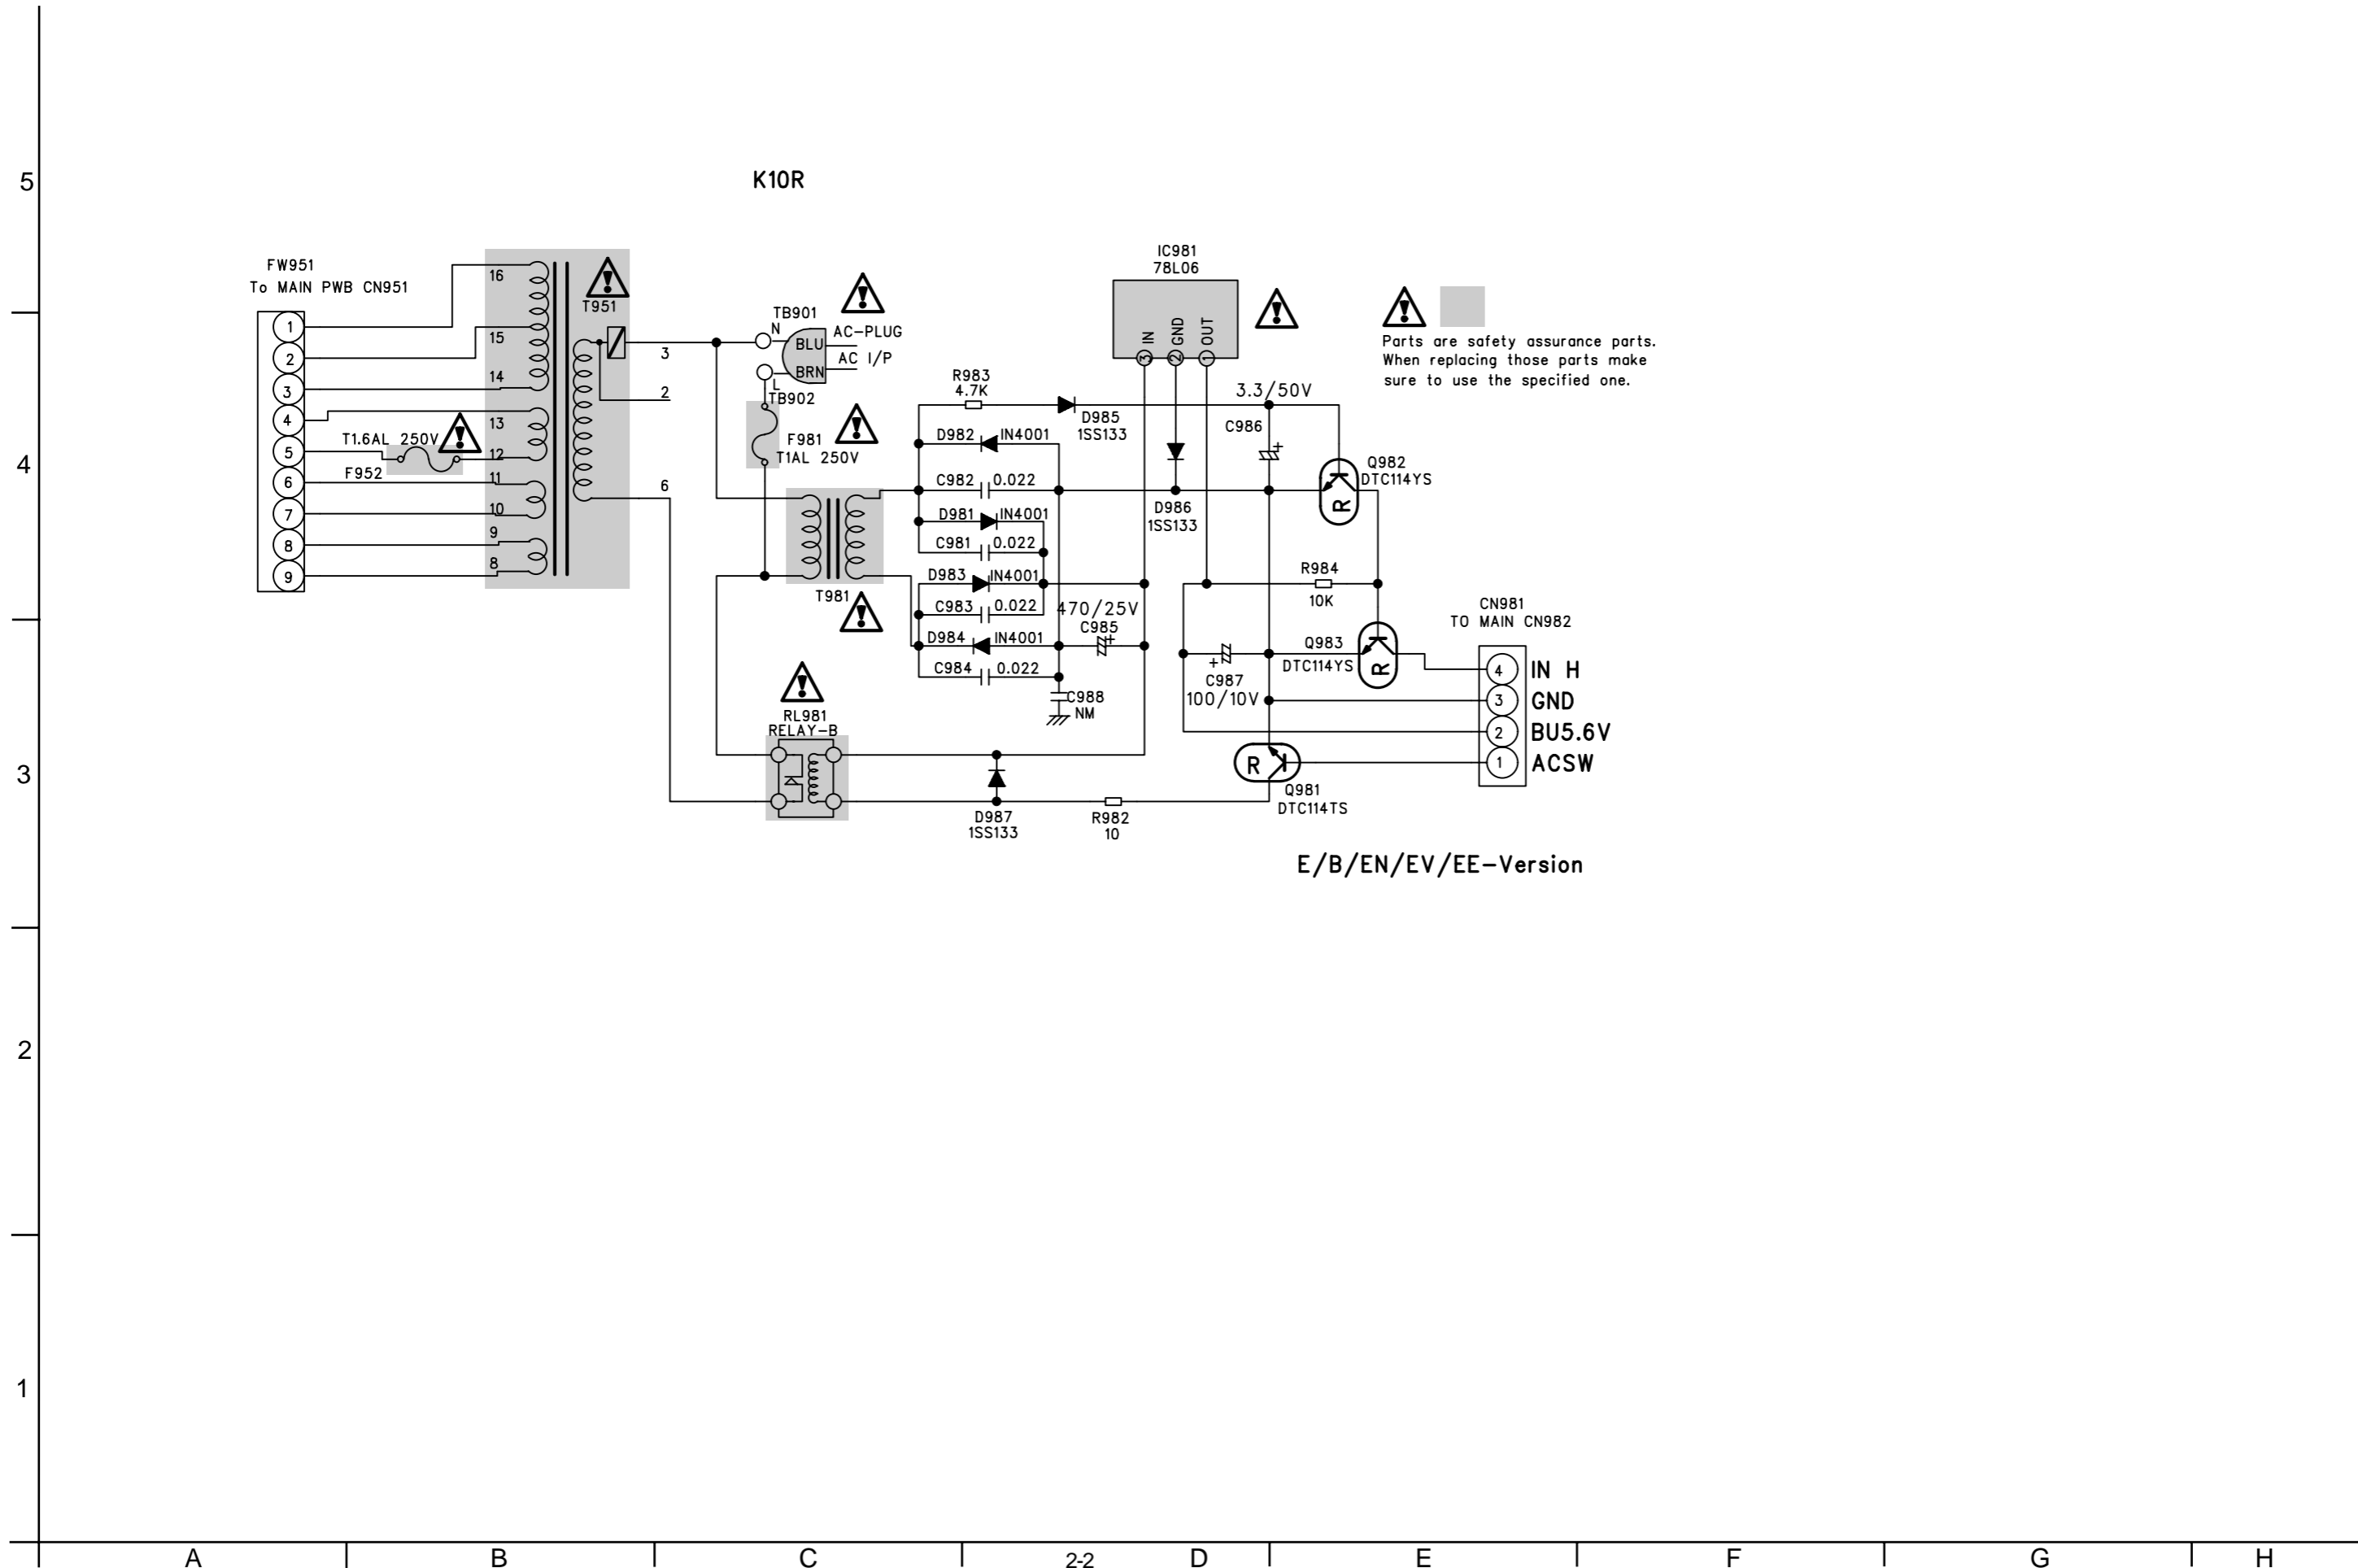 K10R
FW951
To MAIN PWB CN951
1
2
3
4
5
6
7
8
9
16
15
14
13
12
11
10
9
8
T951
T1.6AL 250V
F952
3
2
6
TB901
N
BLU
BRN
L
TB902
AC-PLUG
AC I/P
F981
T1AL 250V
T981
RL981
RELAY-B
R983
4.7K
D985
1SS133
D982
IN4001
C982
0.022
D981
IN4001
C981
0.022
D983
IN4001
C983
0.022
D984
IN4001
C984
0.022
470/25V
C985
C988
NM
D987
1SS133
R982
10
IC981
78L06
IN
GND
OUT
3
2
1
D986
1SS133
3.3/50V
C986
Q982
DTC114YS
R
R984
10K
Q983
DTC114YS
R
C987
100/10V
R
Q981
DTC114TS
CN981
TO MAIN CN982
4
IN H
3
GND
2
BU5.6V
1
ACSW
Parts are safety assurance parts.
When replacing those parts make
sure to use the specified one.
E/B/EN/EV/EE-Version
5
4
3
2
1
A
B
C
2-2
D
E
F
G
H